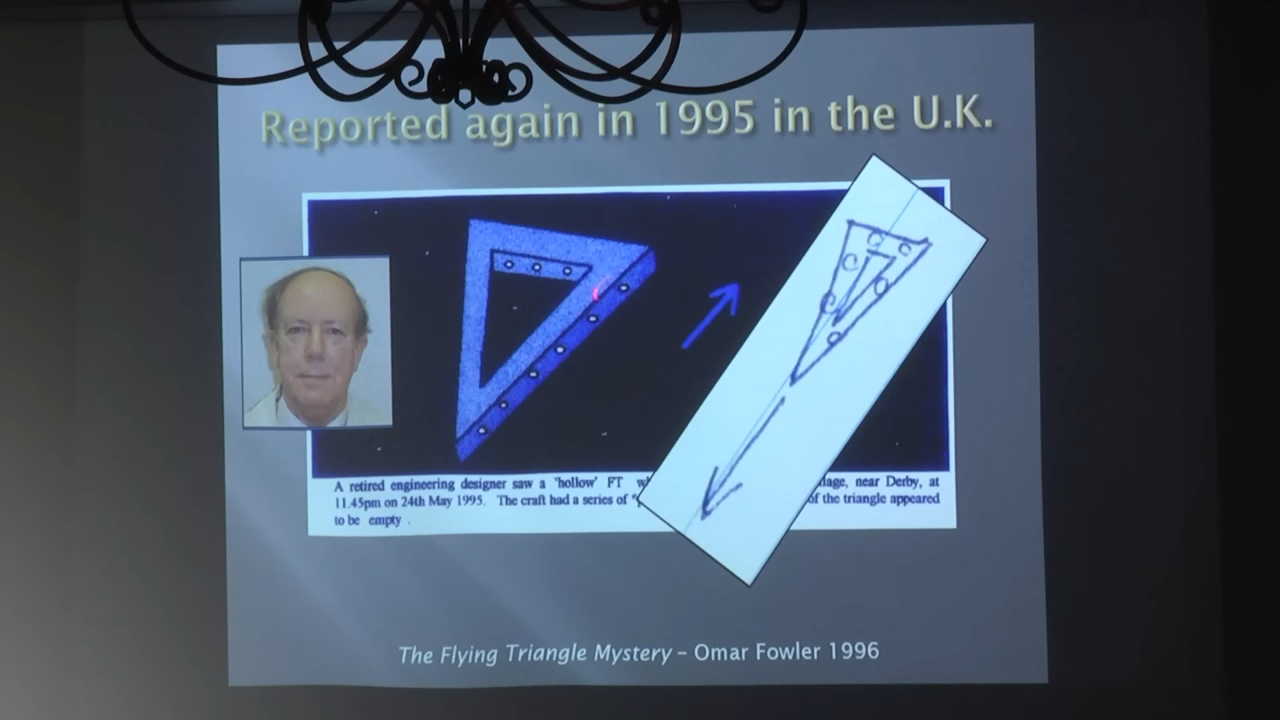 Reported again in 1995 in the U.K.
A retired engineering designer saw a 'hollow' FT
near Derby, at
11.45pm on 24th May 1995. The craft had a series of
of the triangle appeared
to be empty .
The Flying Triangle Mystery – Omar Fowler 1996